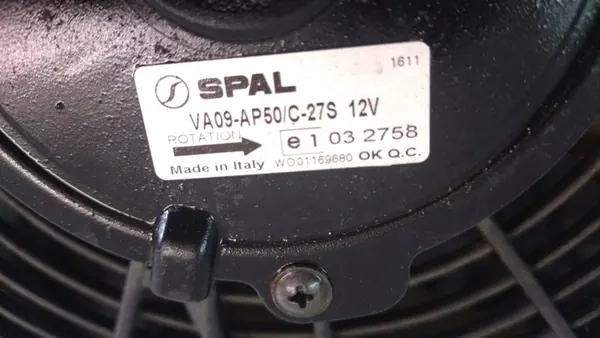 1611
SPAL
VA09-AP50/C-27S 12V
ROTATION e1 03 2758
Made in Italy WO01169680 OK Q.C.